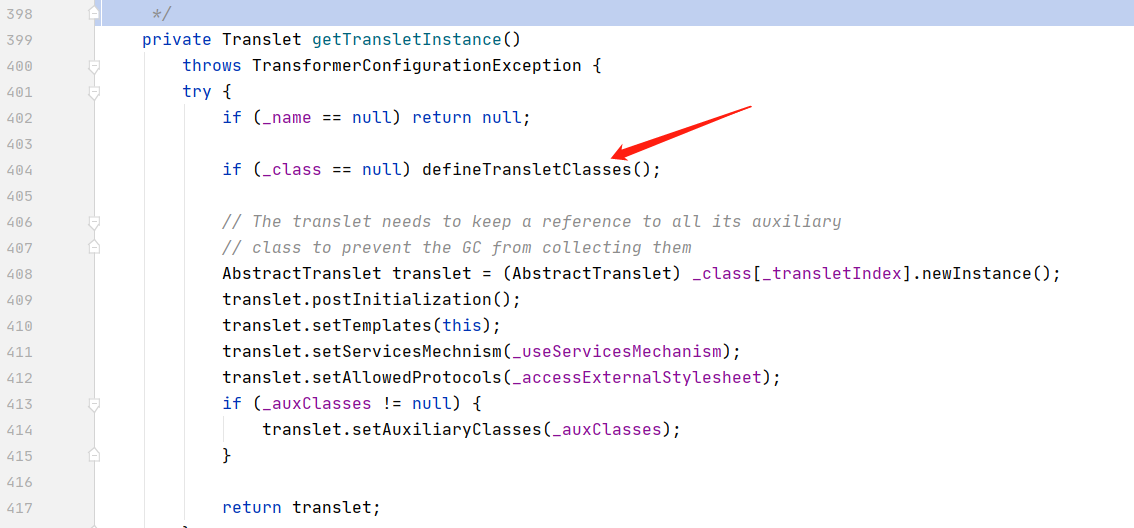 398 */
399 private Translet getTransletInstance()
400 throws TransformerConfigurationException {
401 try {
402 if (_name == null) return null;
403
404 if (_class == null) defineTransletClasses();
405
406 // The translet needs to keep a reference to all its auxiliary
407 // class to prevent the GC from collecting them
408 AbstractTranslet translet = (AbstractTranslet) _class[_transletIndex].newInstance();
409 translet.postInitialization();
410 translet.setTemplates(this);
411 translet.setServicesMechnism(_useServicesMechanism);
412 translet.setAllowedProtocols(_accessExternalStylesheet);
413 if (_auxClasses != null) {
414 translet.setAuxiliaryClasses(_auxClasses);
415 }
416
417 return translet;